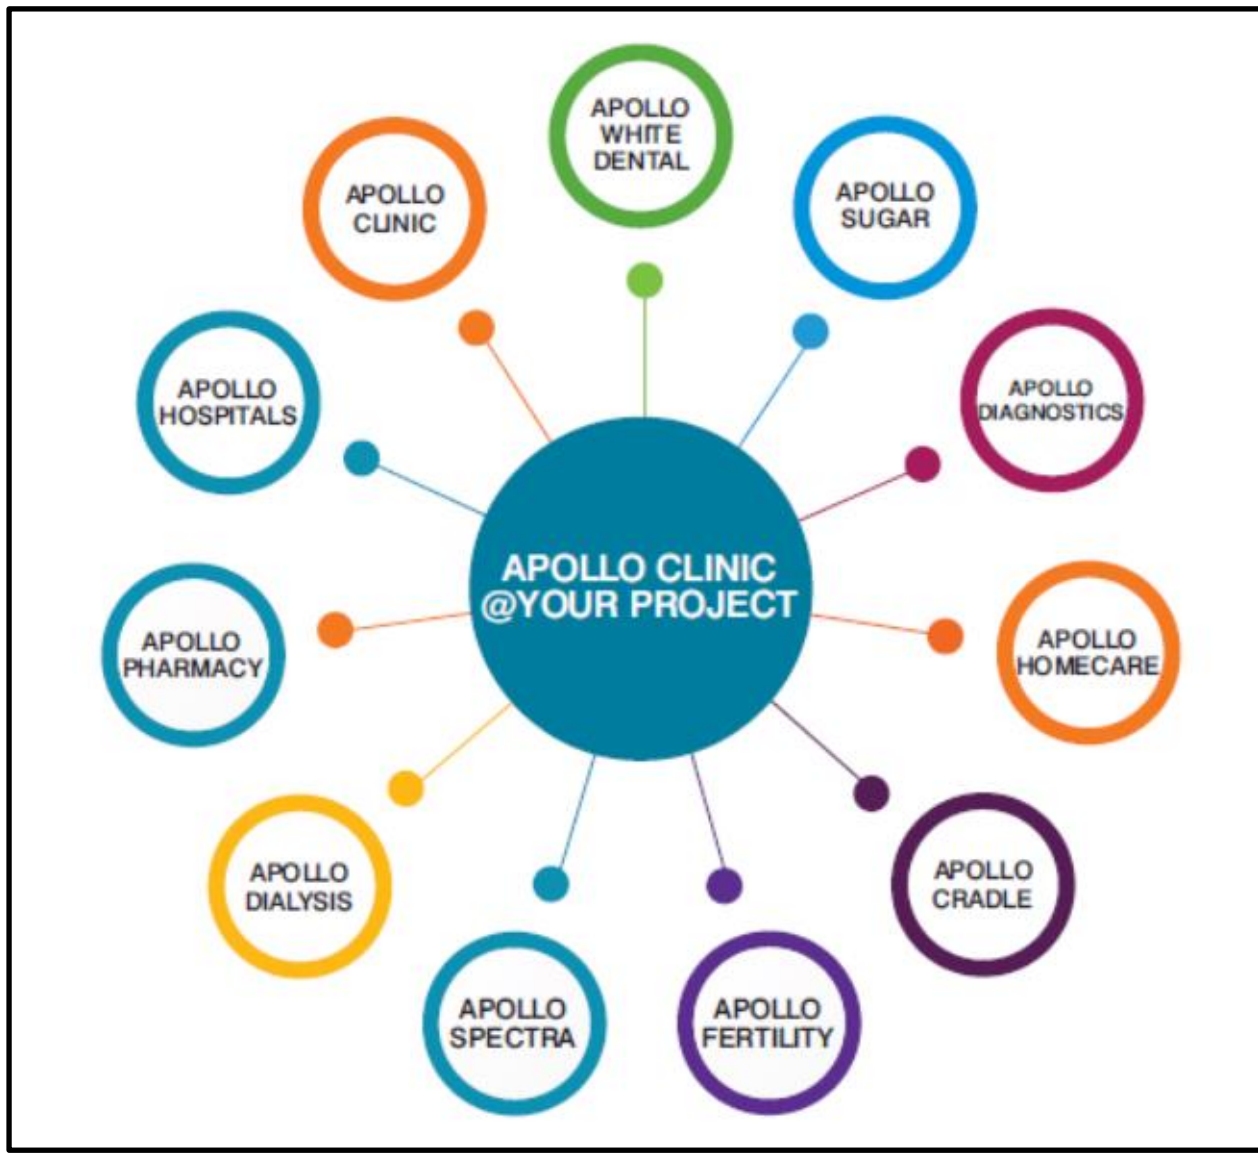 APOLLO
WHITE
DENTAL
APOLLO
SUGAR
APOLLO
DIAGNOSTICS
APOLLO
HOMECARE
APOLLO
CRADLE
APOLLO
FERTILITY
APOLLO
SPECTRA
APOLLO
DIALYSIS
APOLLO
PHARMACY
APOLLO
HOSPITALS
APOLLO
CLINIC
APOLLO CLINIC
@YOUR PROJECT